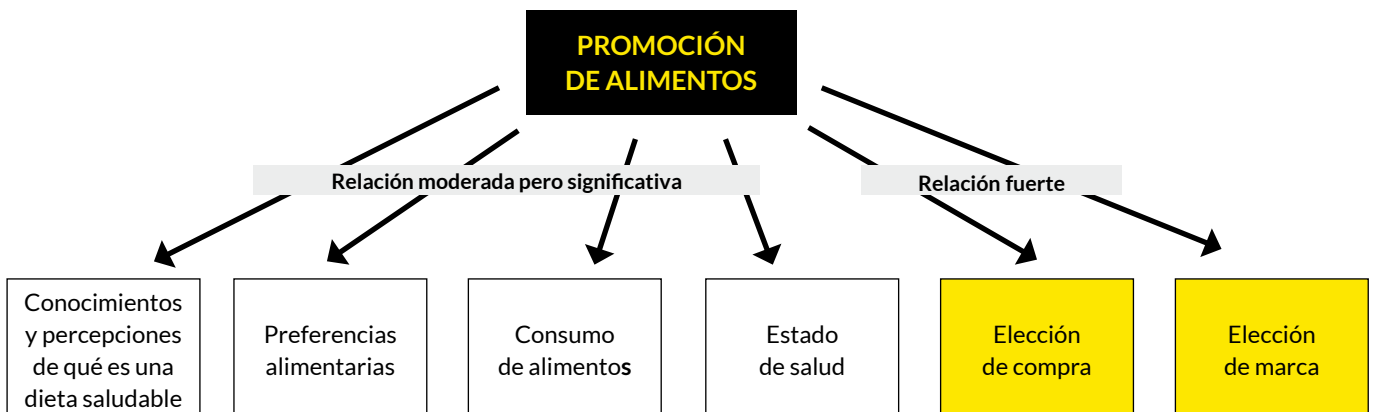 PROMOCIÓN
DE ALIMENTOS
Relación moderada pero significativa
Relación fuerte
Conocimientos
y percepciones
de qué es una
dieta saludable
Preferencias
alimentarias
Consumo
de alimentos
Estado
de salud
Elección
de compra
Elección
de marca